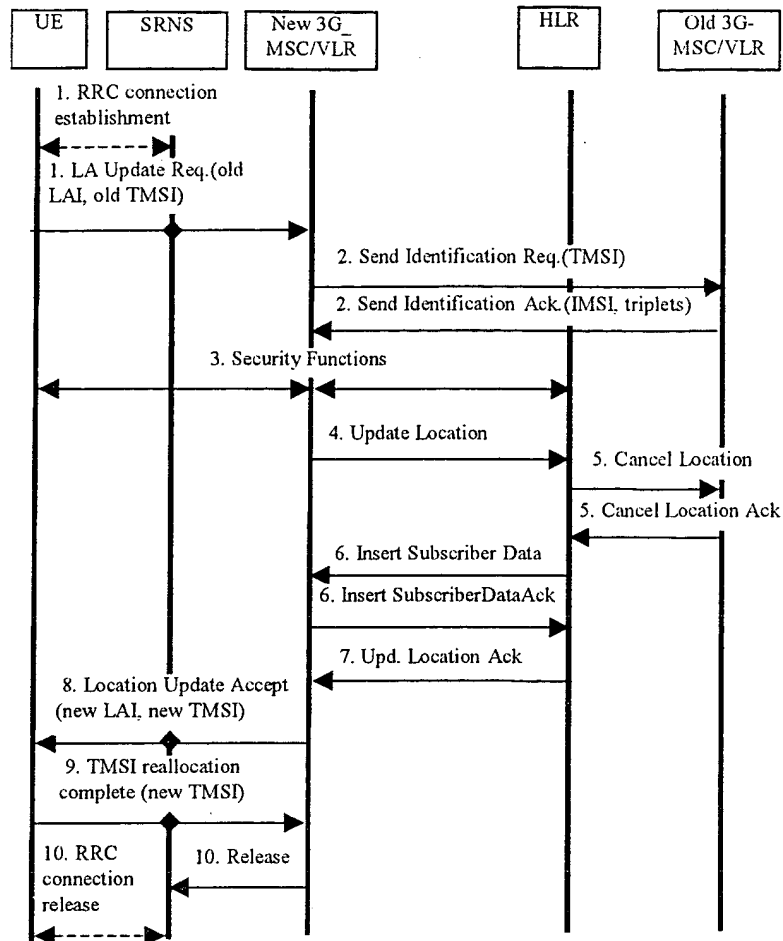 UE
SRNS
New 3G_
MSC/VLR
HLR
Old 3G-
MSC/VLR
1. RRC connection
establishment
1. LA Update Req.(old
LAI, old TMSI)
2. Send Identification Req.(TMSI)
2. Send Identification Ack.(IMSI, triplets)
3. Security Functions
4. Update Location
5. Cancel Location
5. Cancel Location Ack
6. Insert Subscriber Data
6. Insert SubscriberDataAck
7. Upd. Location Ack
8. Location Update Accept
(new LAI, new TMSI)
9. TMSI reallocation
complete (new TMSI)
10. RRC
connection
release
10. Release